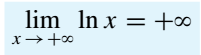 lim ln x = +∞
x→+∞